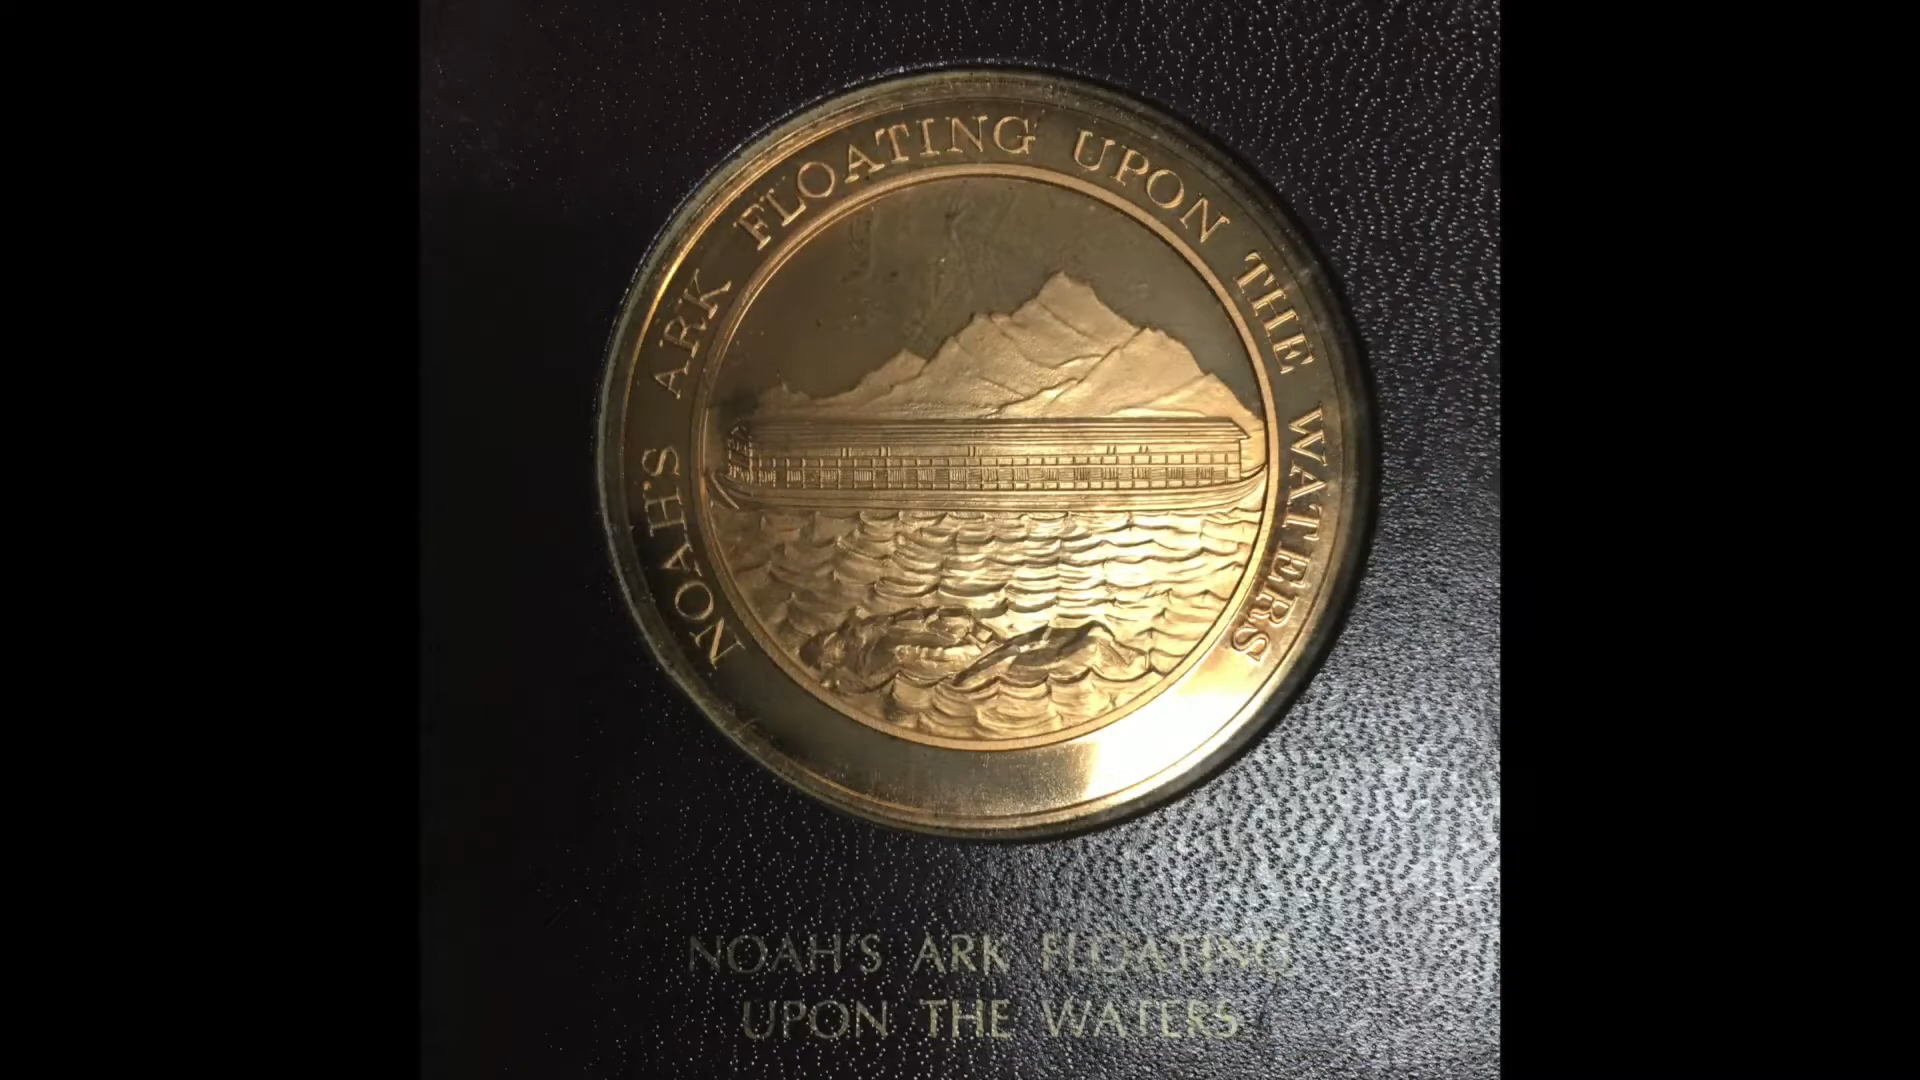 NOAH'S ARK FLOATING UPON THE WATERS
NOAH'S ARK FLOATING
UPON THE WATERS